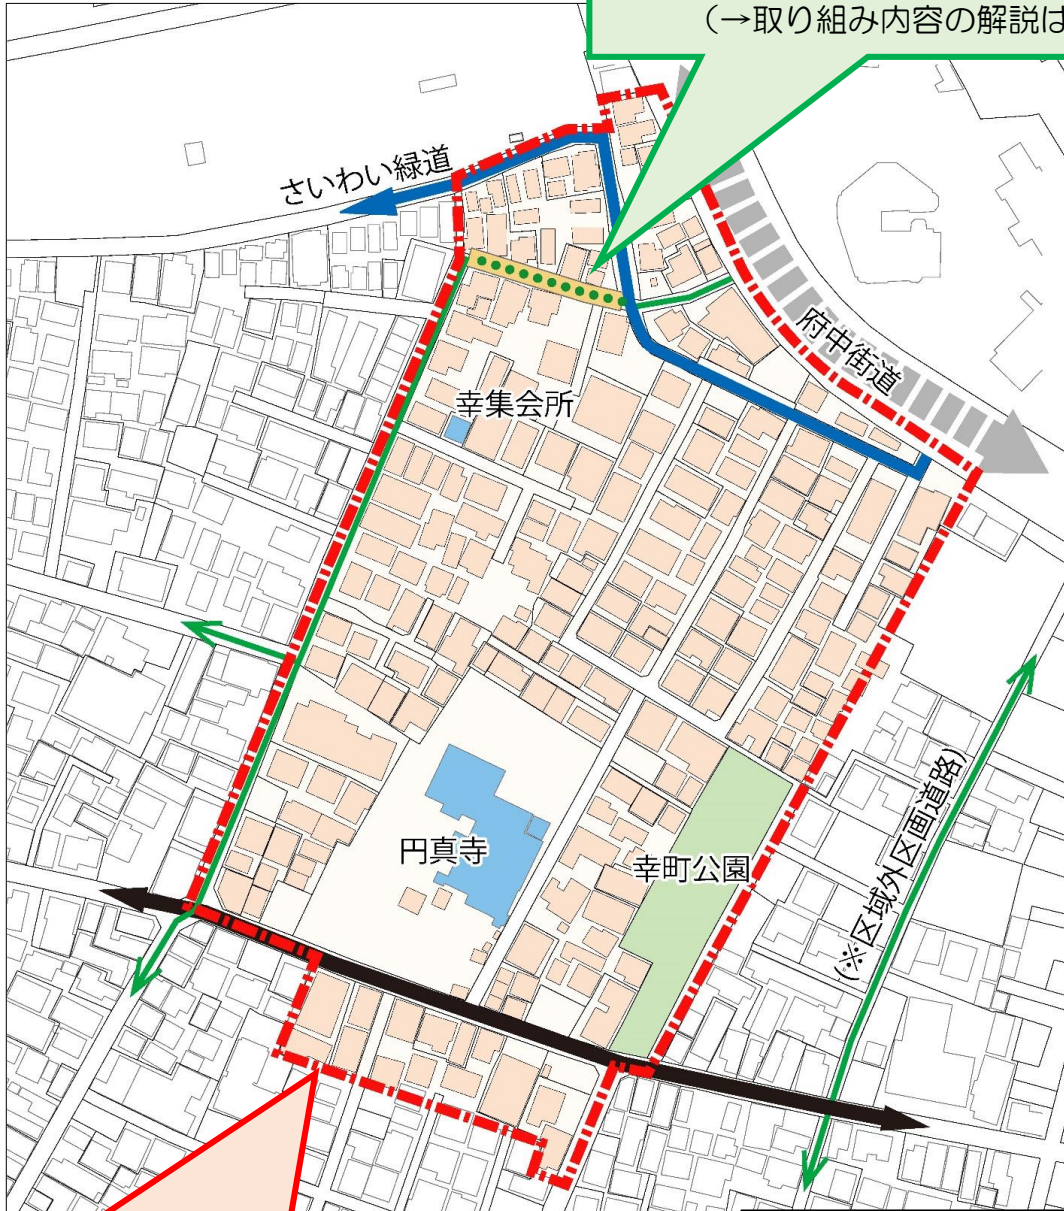 (→取り組み内容の解説は
さいわい緑道
府中街道
幸集会所
円真寺
幸町公園
(※区域外区画道路)